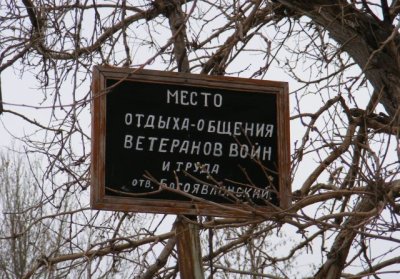 МЕСТО
ОТДЫХА-ОБЩЕНИЯ
ВЕТЕРАНОВ ВОЙН
И ТРУДА
ОТВ. БОГОЯВЛЕНСКИЙ.